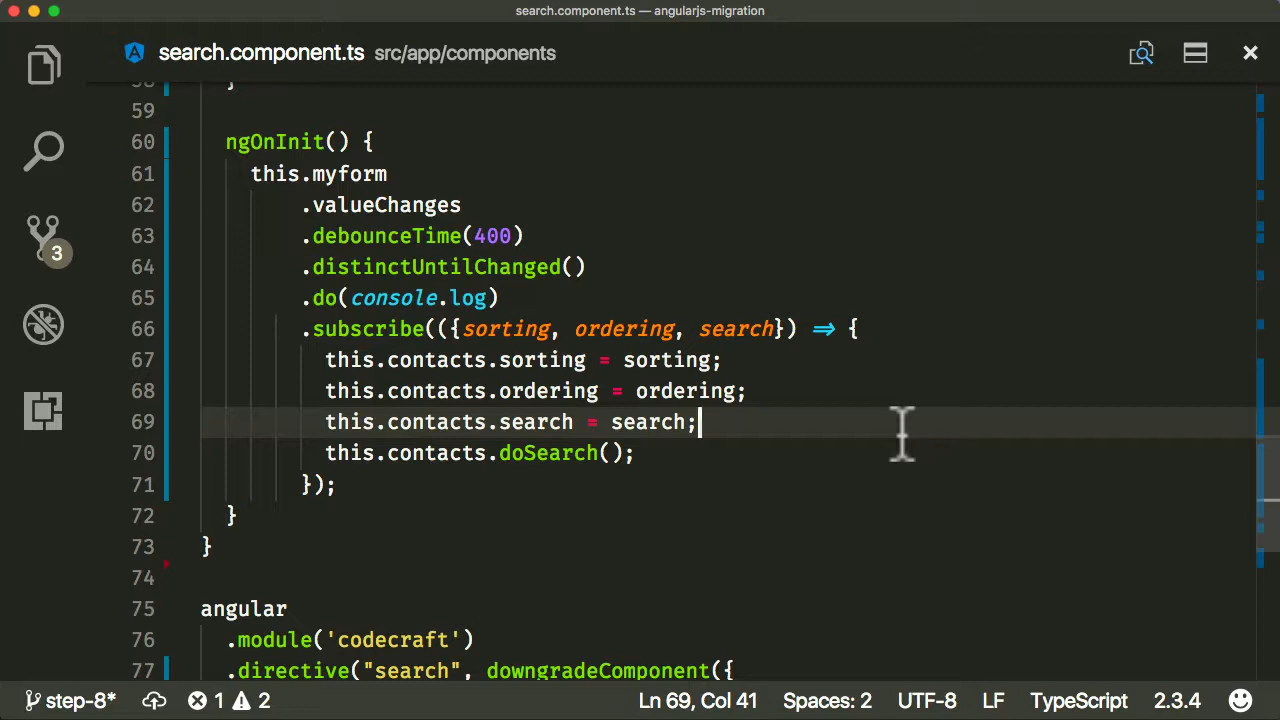 search.component.ts — angularjs-migration
search.component.ts src/app/components
59
60 ngOnInit() {
61 this.myform
62 .valueChanges
63 .debounceTime(400)
64 .distinctUntilChanged()
65 .do(console.log)
66 .subscribe(({sorting, ordering, search}) => {
67 this.contacts.sorting = sorting;
68 this.contacts.ordering = ordering;
69 this.contacts.search = search;
70 this.contacts.doSearch();
71 });
72 }
73 }
74
75 angular
76 .module('codecraft')
77 .directive("search", downgradeComponent({
3
step-8* 1 2 Ln 69, Col 41 Spaces: 2 UTF-8 LF TypeScript 2.3.4